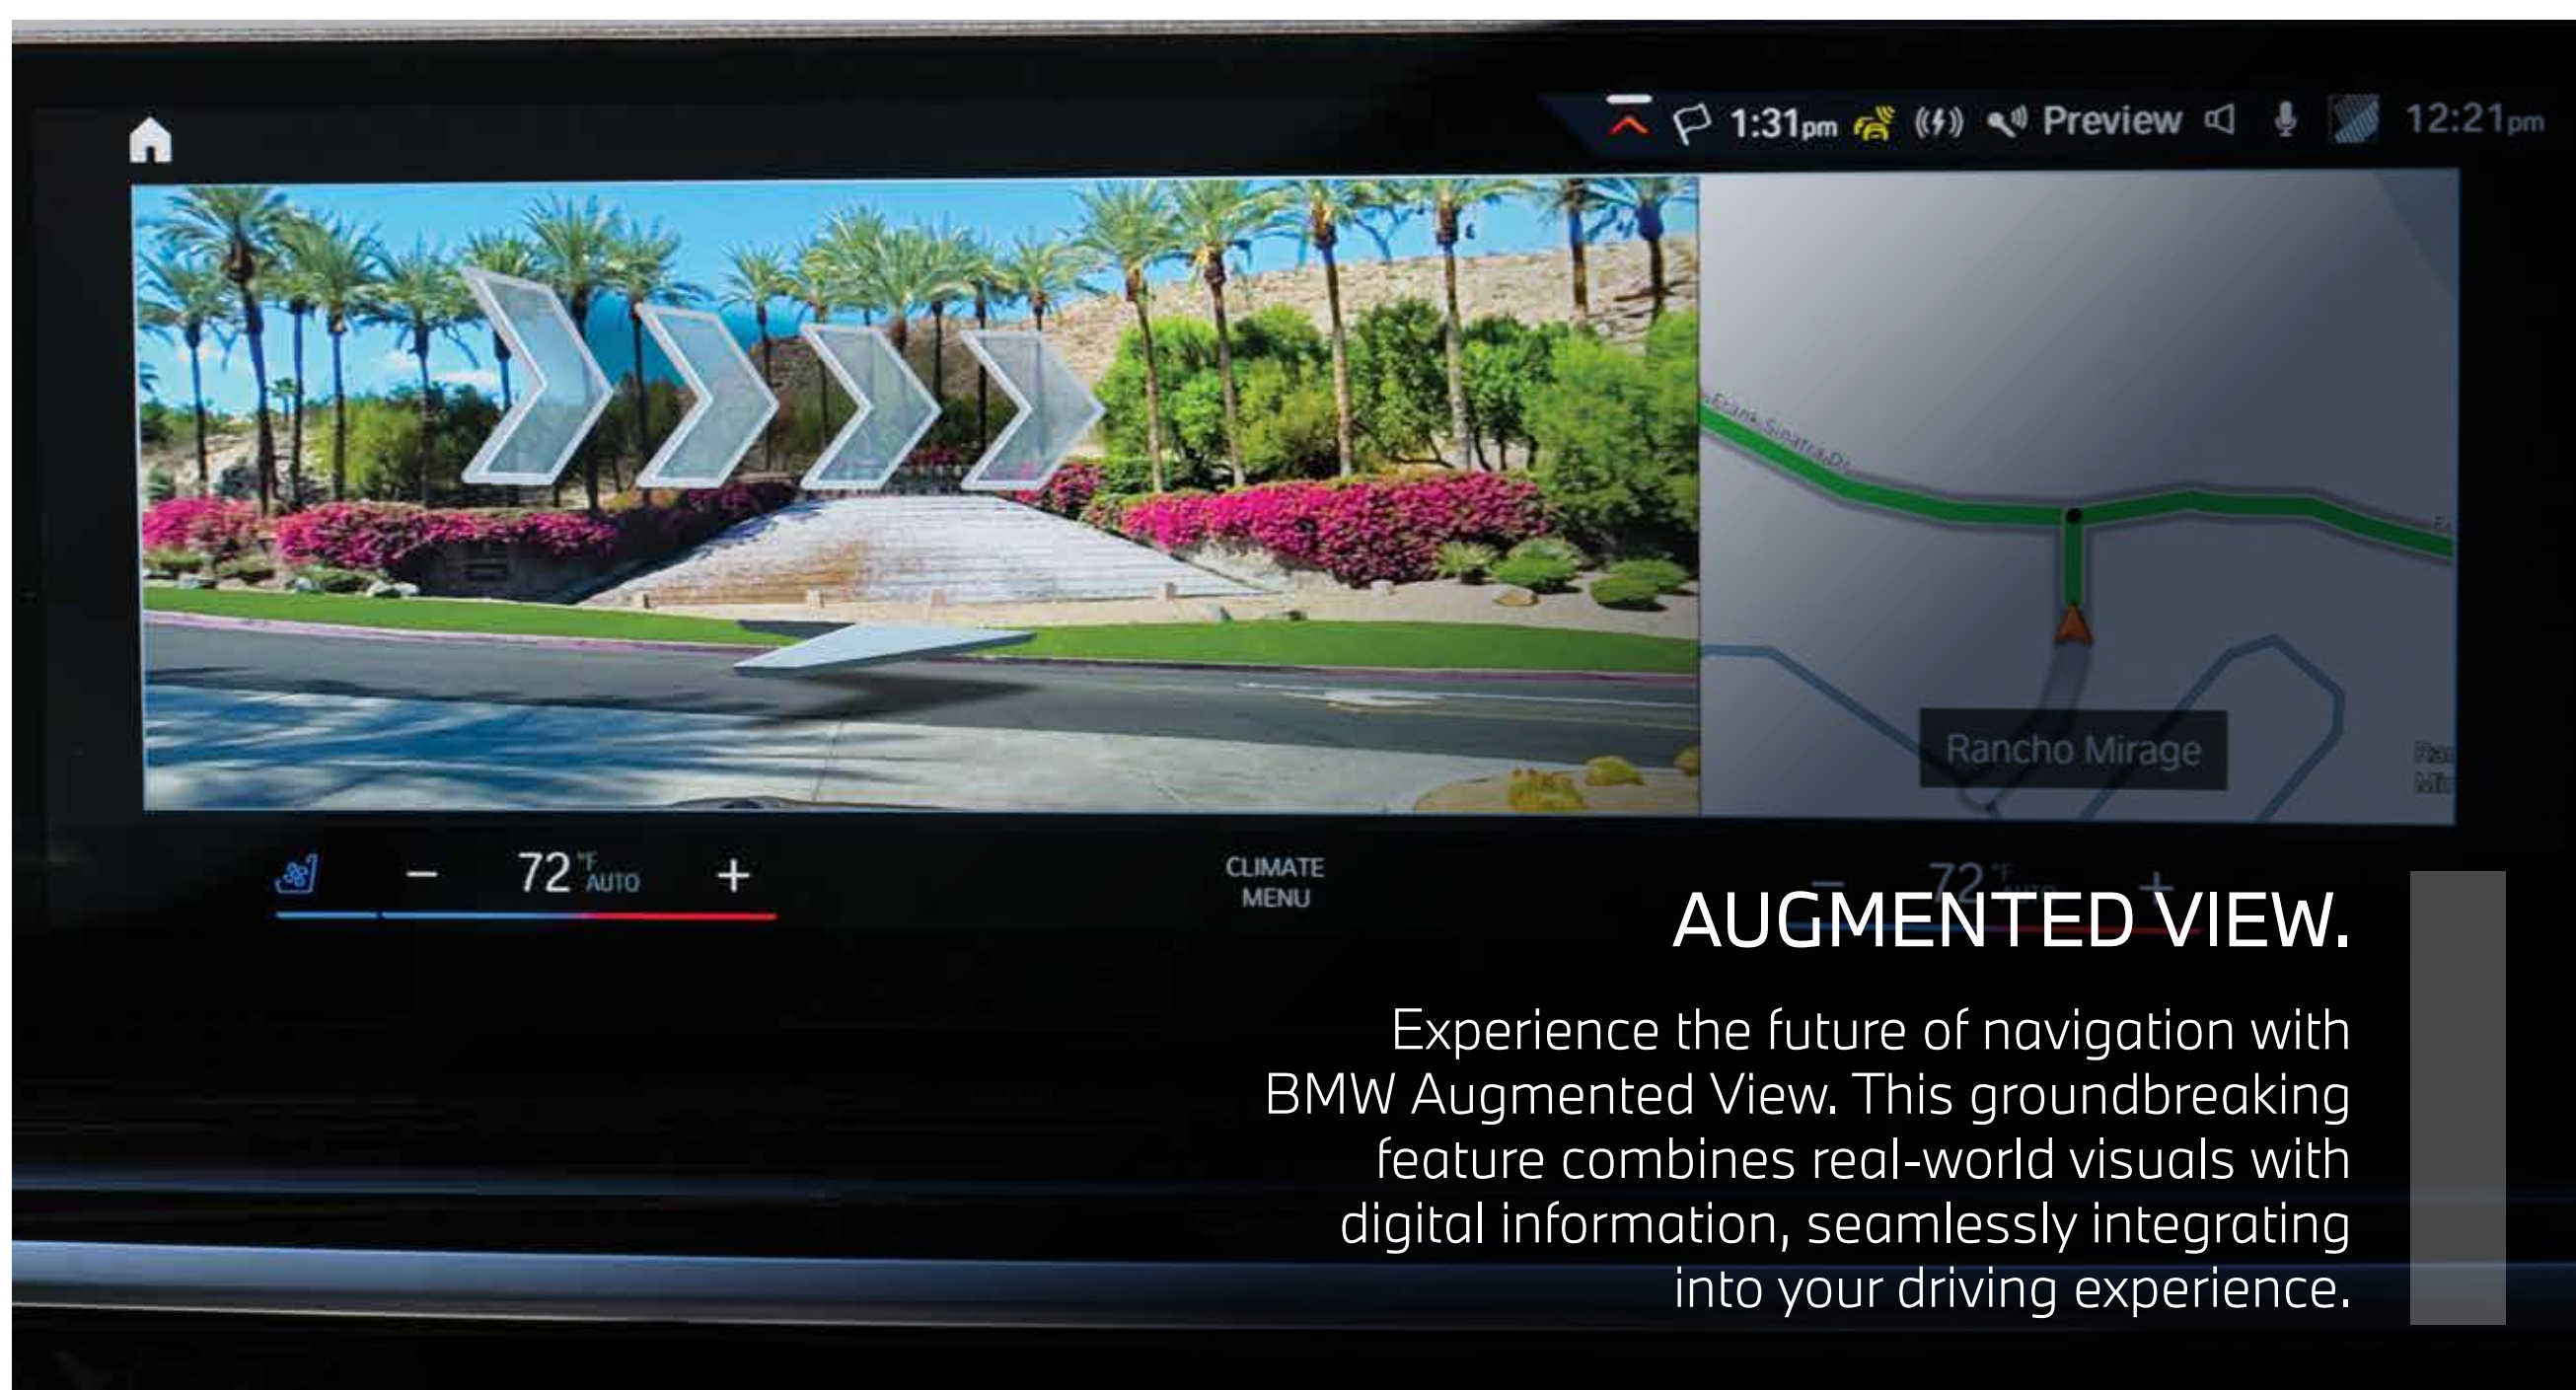 1:31pm Preview 12:21pm
Frank Sinatra Dr
Rancho Mirage
72 °F AUTO
CLIMATE
MENU
72 °F AUTO
AUGMENTED VIEW.
Experience the future of navigation with
BMW Augmented View. This groundbreaking
feature combines real-world visuals with
digital information, seamlessly integrating
into your driving experience.